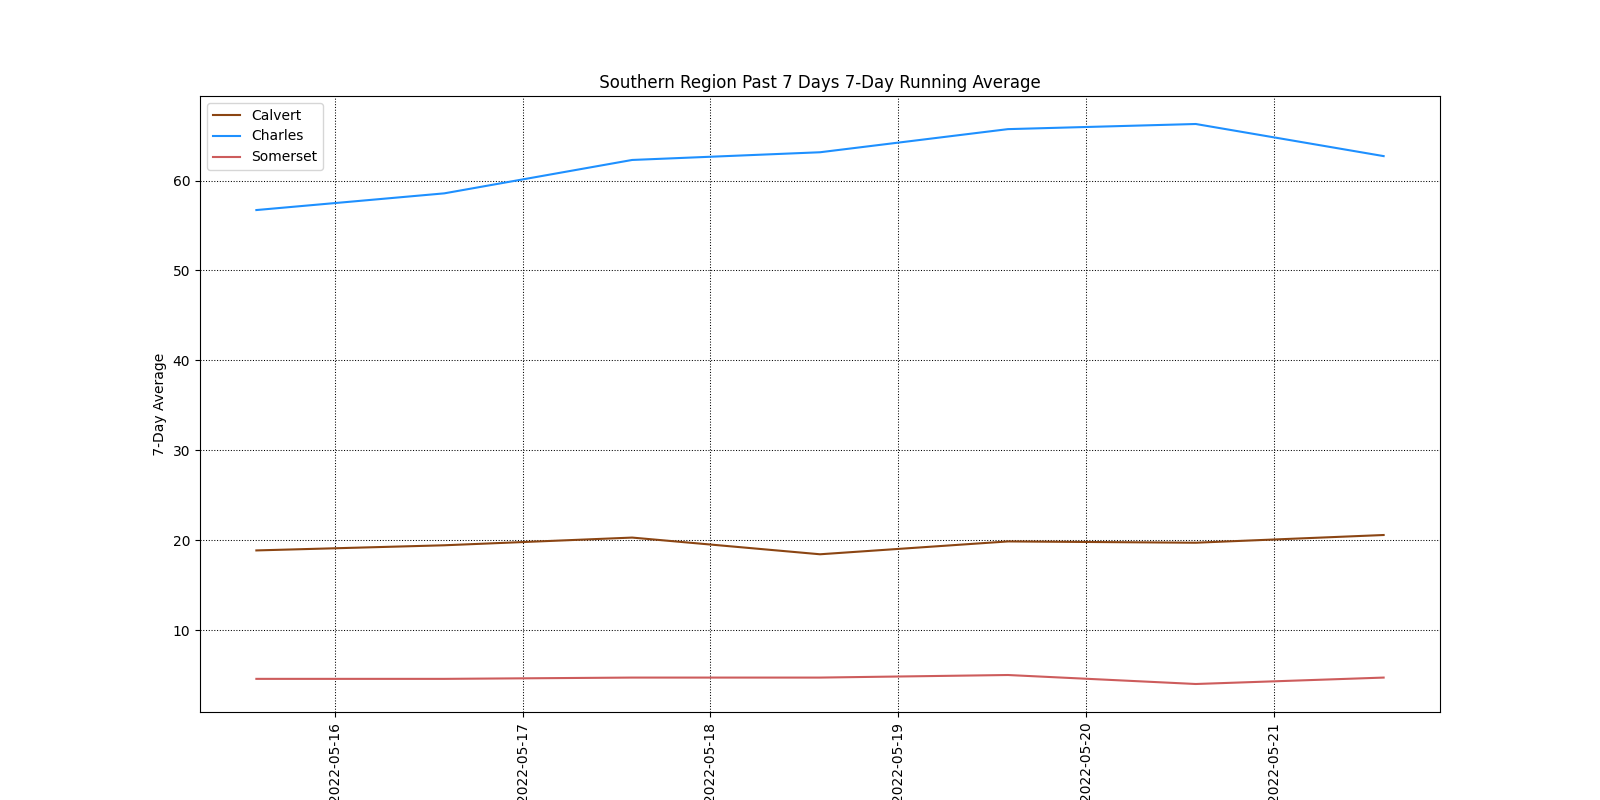 Southern Region Past 7 Days 7-Day Running Average
Calvert
Charles
Somerset
7-Day Average
60
50
40
30
20
10
2022-05-16
2022-05-17
2022-05-18
2022-05-19
2022-05-20
2022-05-21